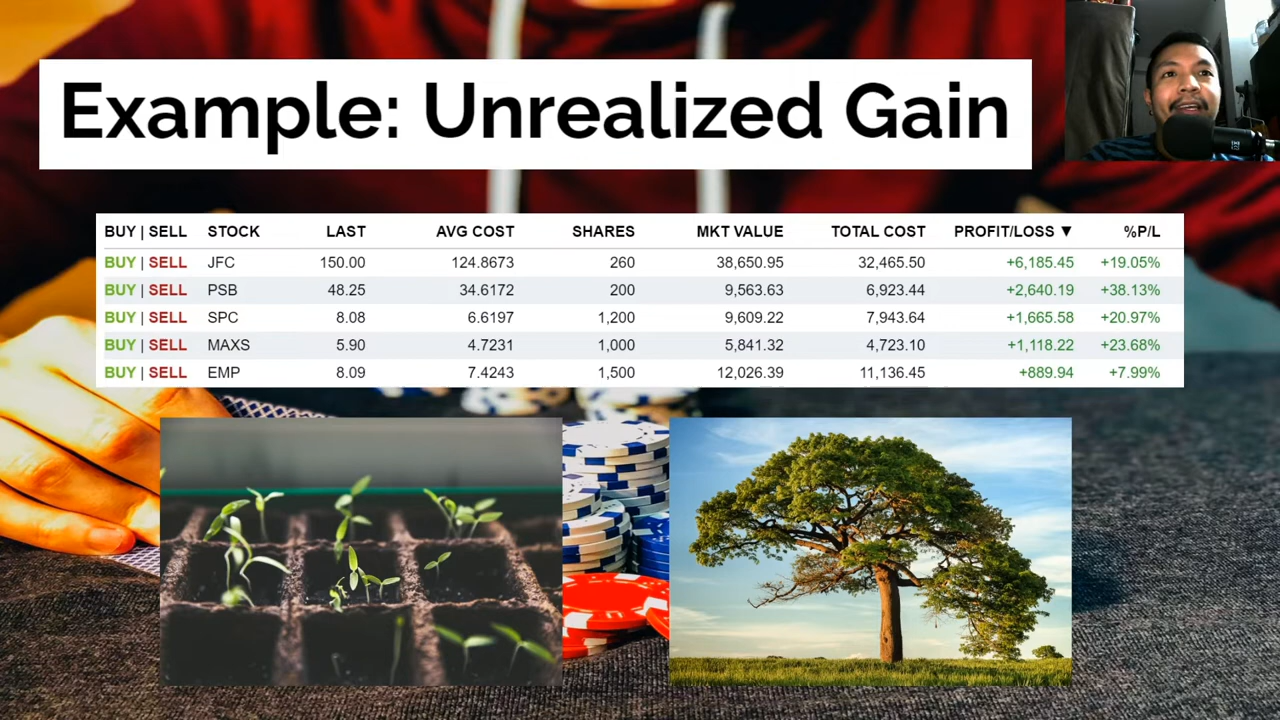 Example: Unrealized Gain
BUY | SELL STOCK LAST AVG COST SHARES MKT VALUE TOTAL COST PROFIT/LOSS ▼ %P/L
BUY | SELL JFC 150.00 124.8673 260 38,650.95 32,465.50 +6,185.45 +19.05%
BUY | SELL PSB 48.25 34.6172 200 9,563.63 6,923.44 +2,640.19 +38.13%
BUY | SELL SPC 8.08 6.6197 1,200 9,609.22 7,943.64 +1,665.58 +20.97%
BUY | SELL MAXS 5.90 4.7231 1,000 5,841.32 4,723.10 +1,118.22 +23.68%
BUY | SELL EMP 8.09 7.4243 1,500 12,026.39 11,136.45 +889.94 +7.99%